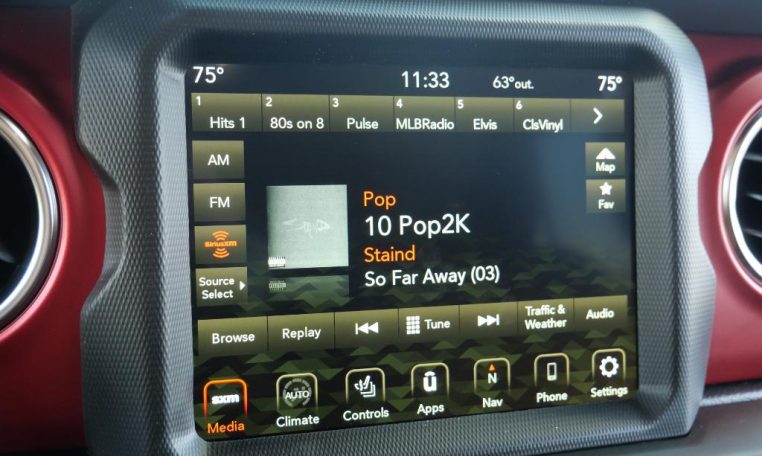 75° 11:33 63°out. 75°
1 Hits 1 2 80s on 8 3 Pulse 4 MLBRadio 5 Elvis 6 ClsVinyl
AM
Map
FM
Fav
siriusxm
Source
Select
Pop
10 Pop2K
Staind
So Far Away (03)
Browse Replay Tune Traffic &
Weather Audio
sxm AUTO U N
Media Climate Controls Apps Nav Phone Settings